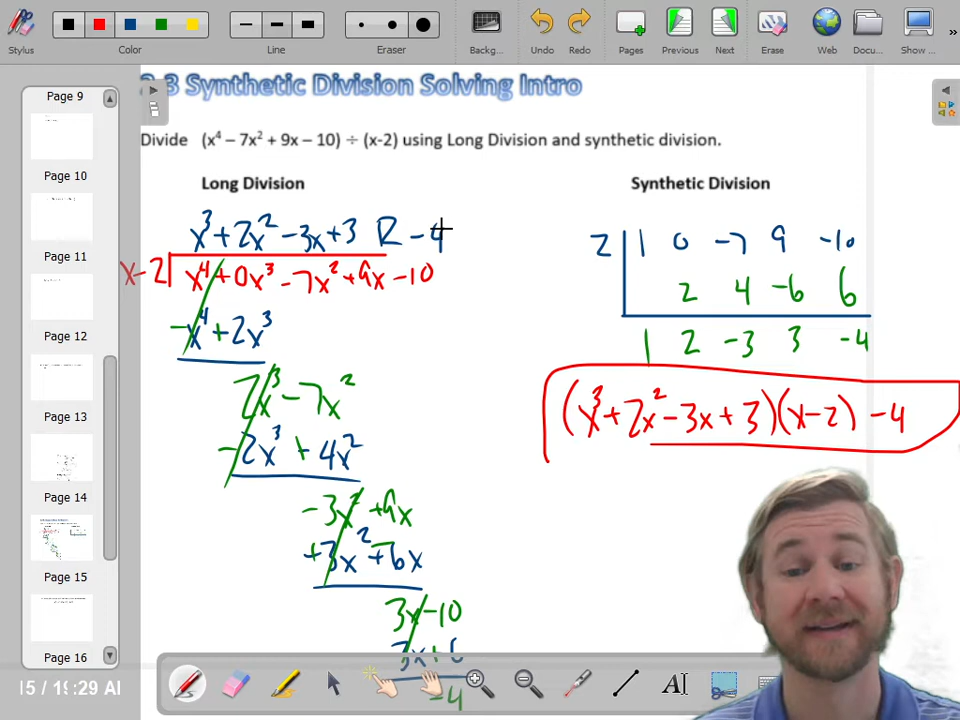 Stylus Color Line Eraser Backg... Undo Redo Pages Previous Next Erase Web Docu... Show ... »
Page 9
Page 10
Page 11
Page 12
Page 13
Page 14
Page 15
Page 16
3 Synthetic Division Solving Intro
Divide (x⁴ – 7x² + 9x – 10) ÷ (x-2) using Long Division and synthetic division.
Long Division
x³+2x²-3x+3 R -4
x-2 x⁴+0x³-7x²+9x-10
-x⁴+2x³
2x³-7x²
-2x³+4x²
-3x²+9x
+3x²+6x
3x-10
-4
Synthetic Division
2 1 0 -7 9 -10
2 4 -6 6
1 2 -3 3 -4
(x³+2x²-3x+3)(x-2)-4
A